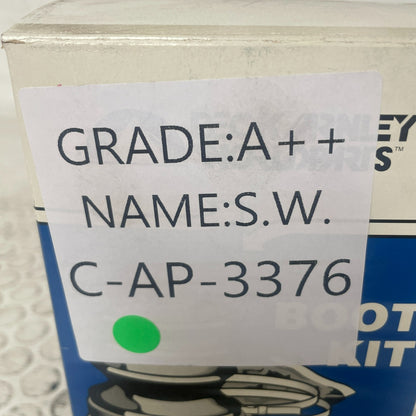 GRADE:A++
NAME:S.W.
C-AP-3376
BOOT
KIT